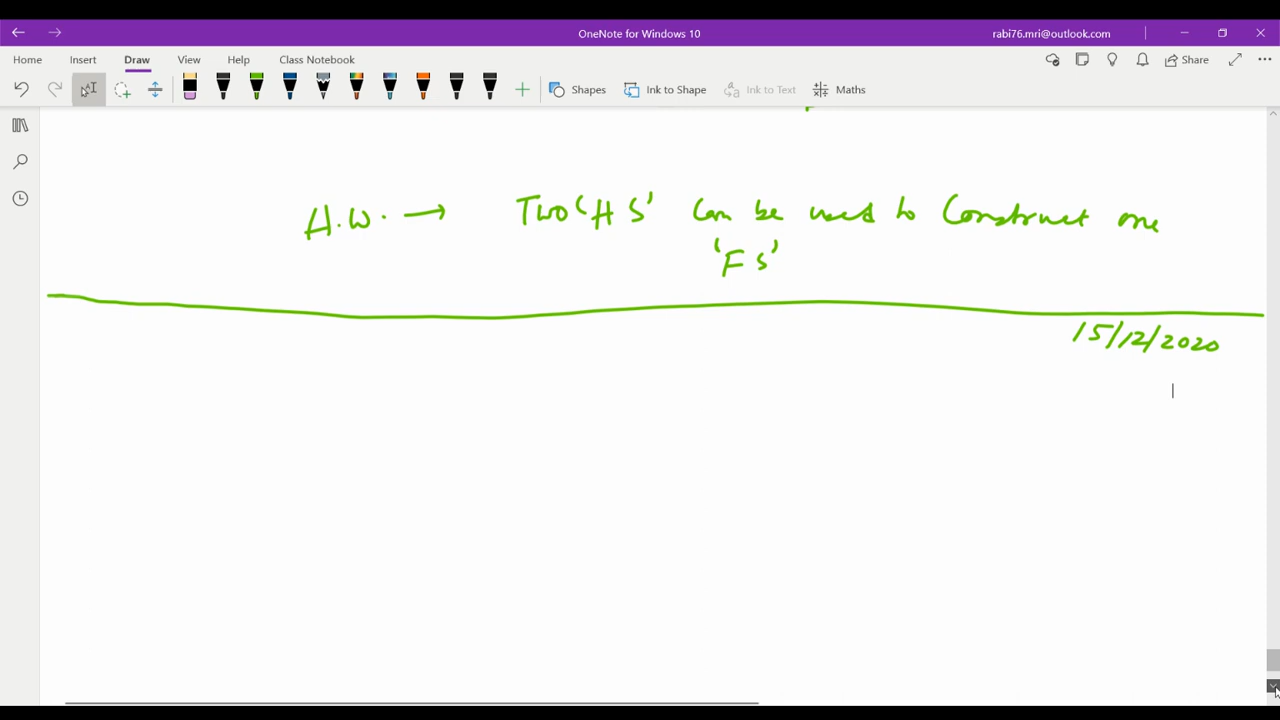 OneNote for Windows 10
rabi76.mri@outlook.com
Home Insert Draw View Help Class Notebook
Share
Shapes Ink to Shape Ink to Text Maths
H.W. → Two 'H S' can be used to construct one
'F S'
15/12/2020